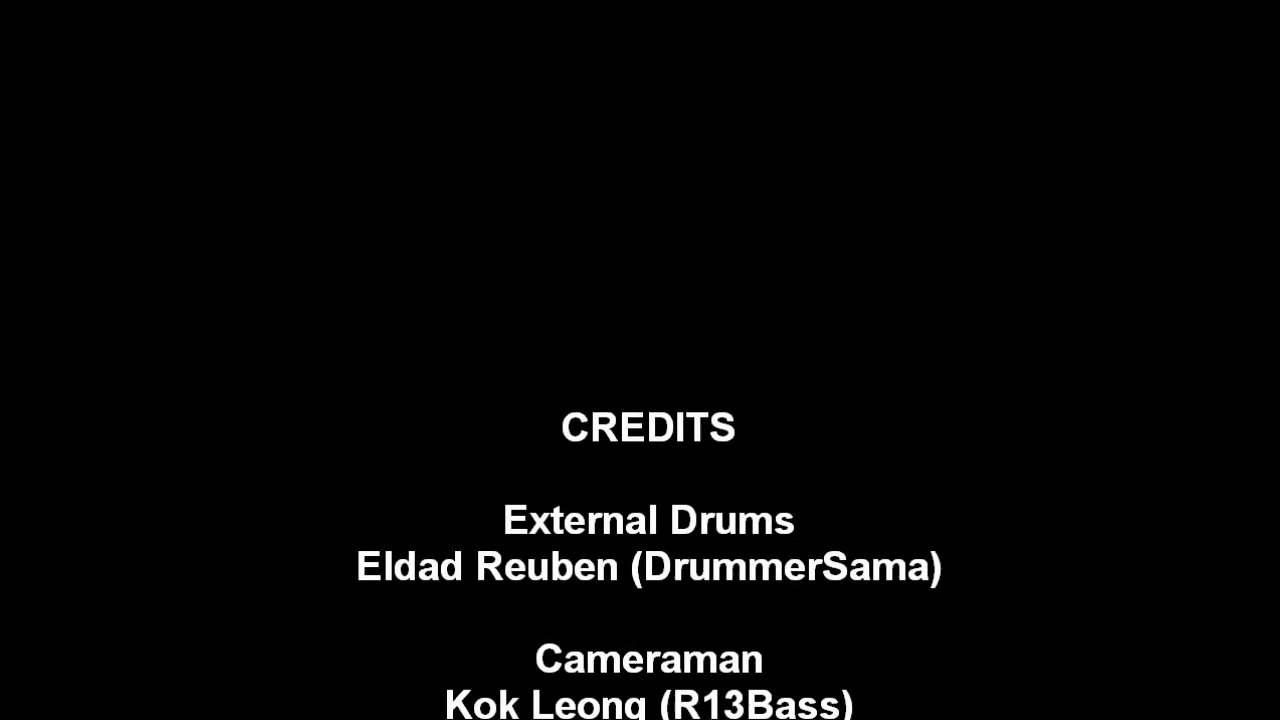 CREDITS
External Drums
Eldad Reuben (DrummerSama)
Cameraman
Kok Leong (R13Bass)